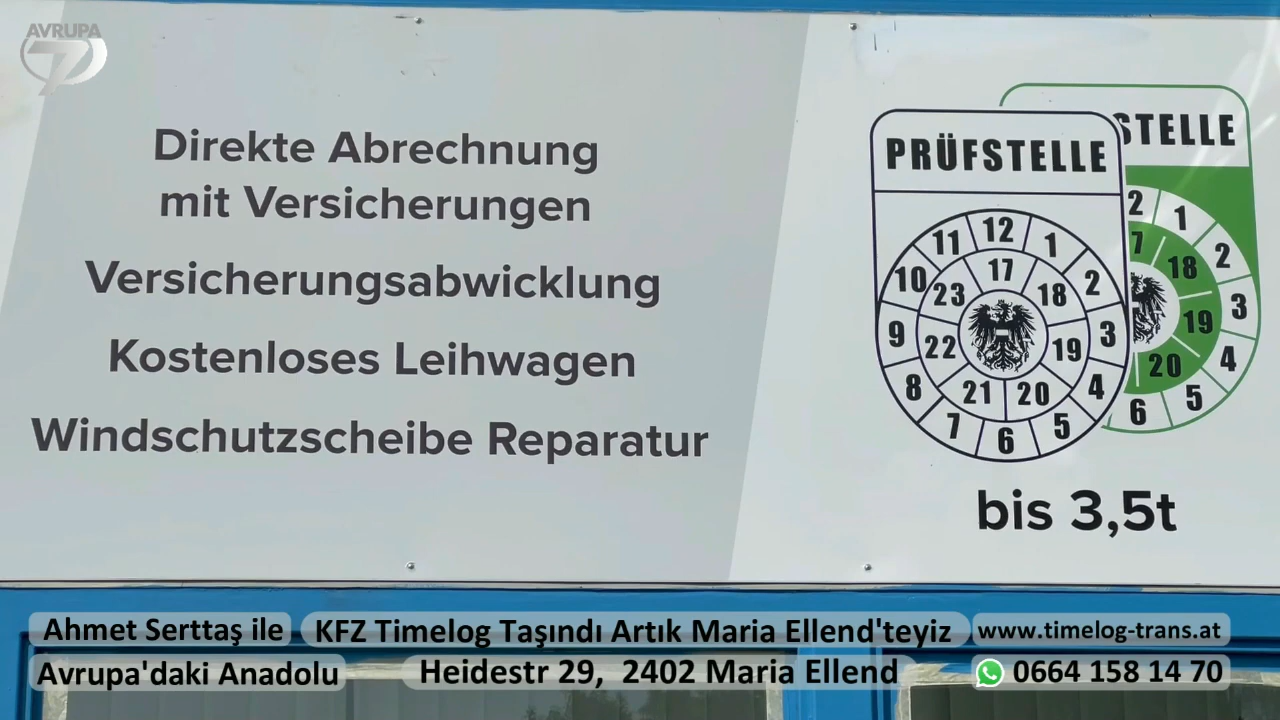 AVRUPA
7
Direkte Abrechnung
mit Versicherungen
Versicherungsabwicklung
Kostenloses Leihwagen
Windschutzscheibe Reparatur
PRÜFSTELLE
STELLE
12 1 2 3 4 5 6 7 8 9 10 11
17 18 19 20 21 22 23
2 1 2 3 4 5 6
7 18 19 20
bis 3,5t
Ahmet Serttaş ile
Avrupa'daki Anadolu
KFZ Timelog Taşındı Artık Maria Ellend'teyiz
Heidestr 29, 2402 Maria Ellend
www.timelog-trans.at
0664 158 14 70